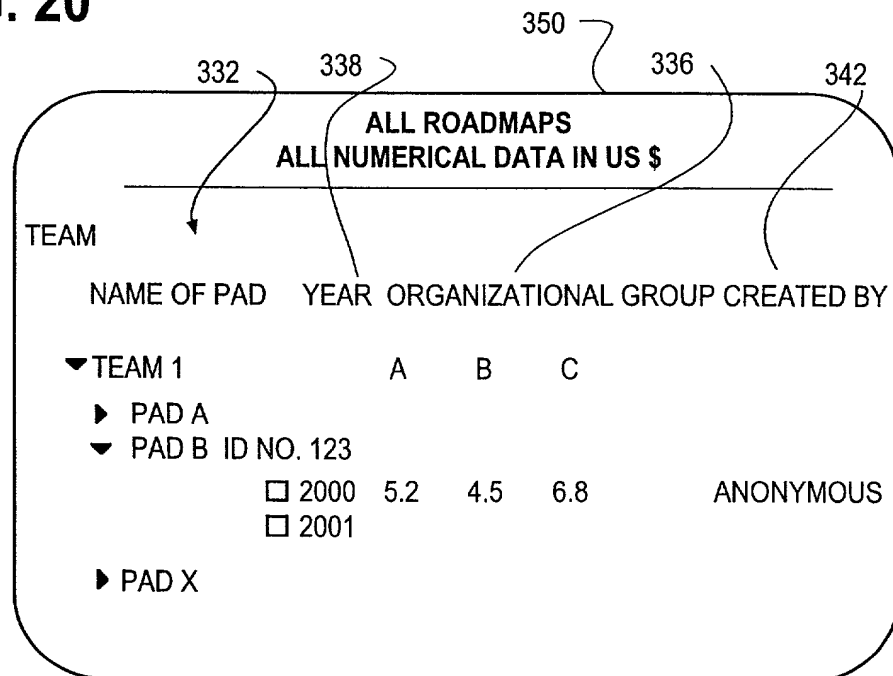 . 20
350
332 338 336 342
ALL ROADMAPS
ALL NUMERICAL DATA IN US $
TEAM
NAME OF PAD YEAR ORGANIZATIONAL GROUP CREATED BY
TEAM 1 A B C
PAD A
PAD B ID NO. 123
2000 5.2 4.5 6.8 ANONYMOUS
2001
PAD X